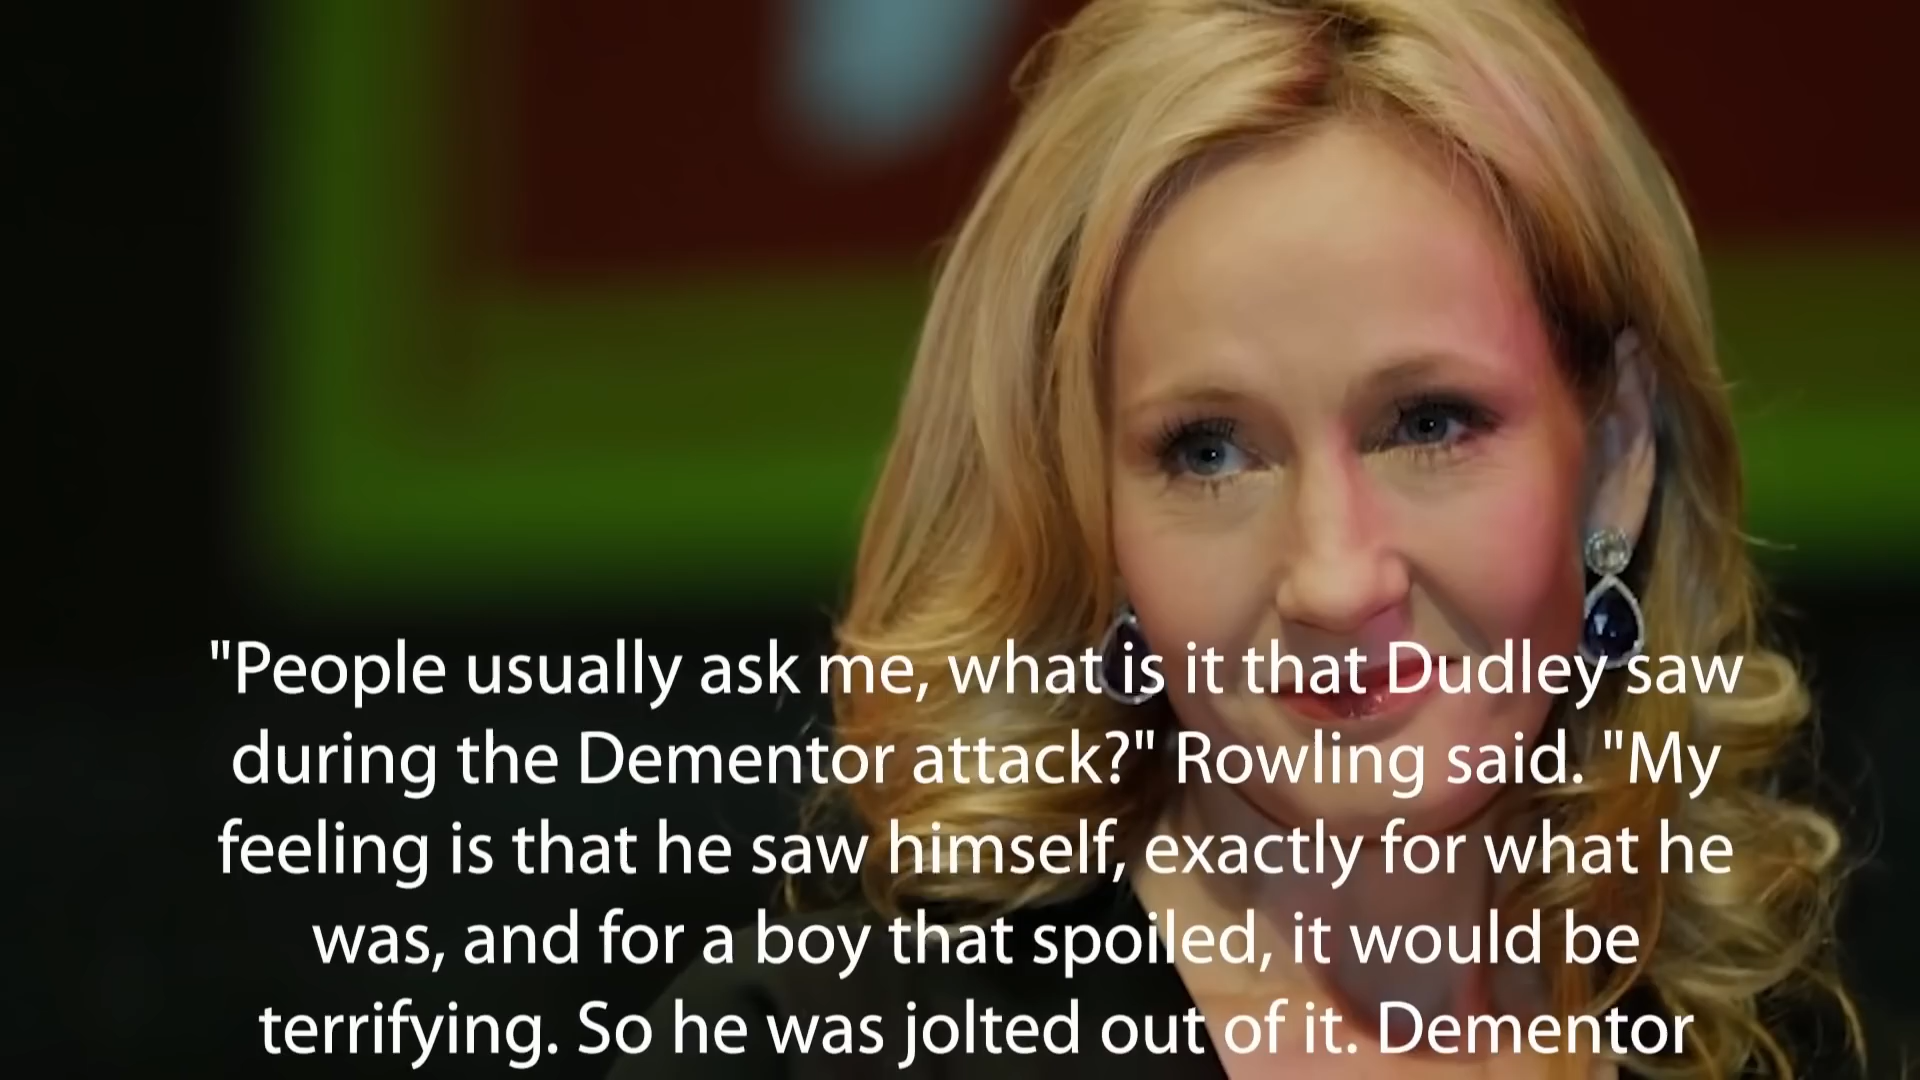 "People usually ask me, what is it that Dudley saw
during the Dementor attack?" Rowling said. "My
feeling is that he saw himself, exactly for what he
was, and for a boy that spoiled, it would be
terrifying. So he was jolted out of it. Dementor